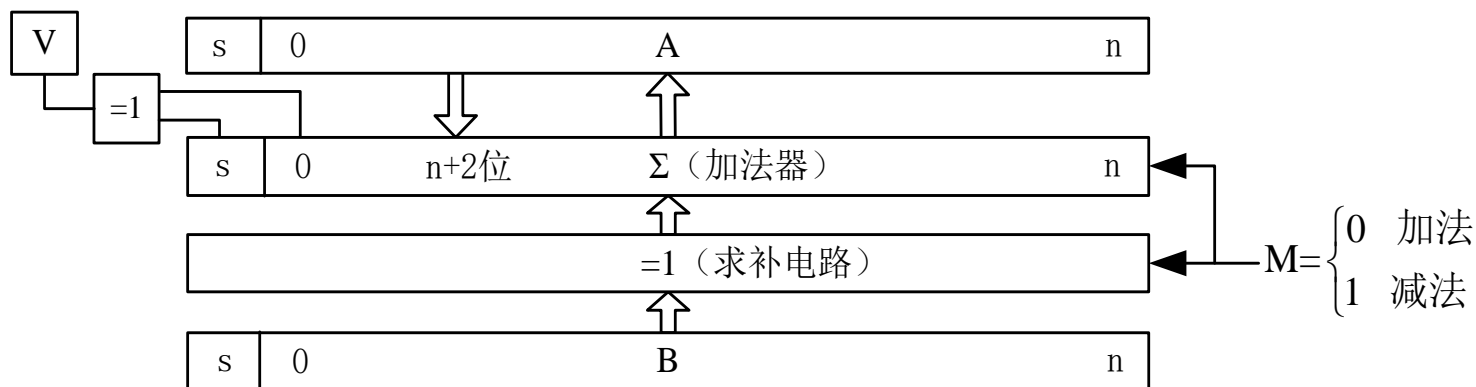 V
s 0 A n
=1
s 0 n+2位 Σ（加法器） n
=1（求补电路）
M={0 加法
1 减法
s 0 B n